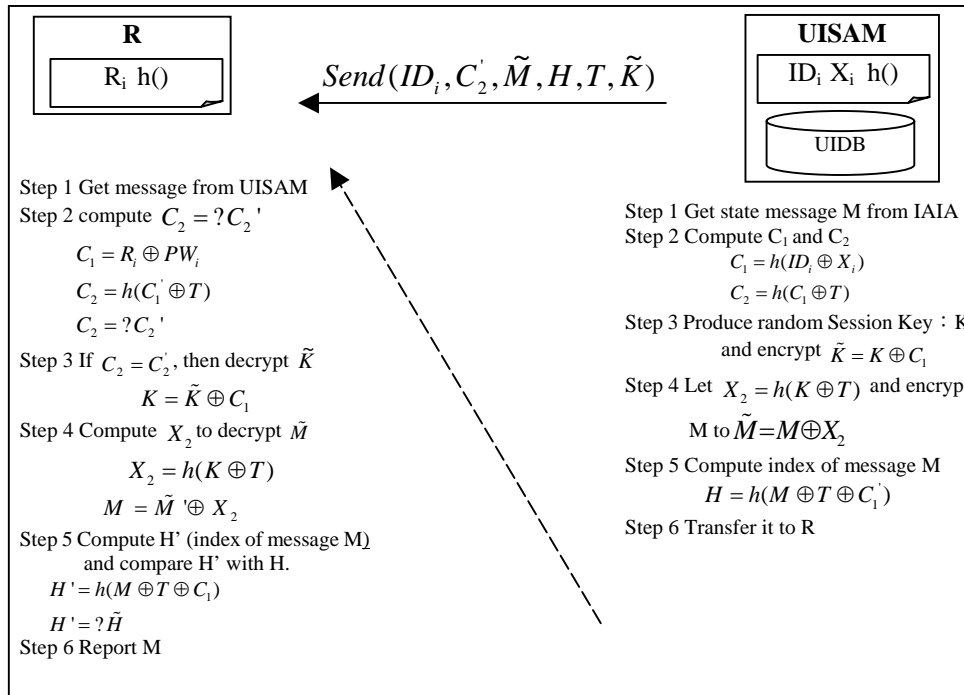 R
R_i h()
Send(ID_i, C_2^', M̃, H, T, K̃)
UISAM
ID_i X_i h()
UIDB
Step 1 Get message from UISAM
Step 2 compute C_2 = ?C_2 '
C_1 = R_i ⊕ PW_i
C_2 = h(C_1^' ⊕ T)
C_2 = ?C_2 '
Step 3 If C_2 = C_2^', then decrypt K̃
K = K̃ ⊕ C_1
Step 4 Compute X_2 to decrypt M̃
X_2 = h(K ⊕ T)
M = M̃ '⊕ X_2
Step 5 Compute H' (index of message M)
and compare H' with H.
H ' = h(M ⊕ T ⊕ C_1)
H ' = ?H̃
Step 6 Report M
Step 1 Get state message M from IAIA
Step 2 Compute C_1 and C_2
C_1 = h(ID_i ⊕ X_i)
C_2 = h(C_1 ⊕ T)
Step 3 Produce random Session Key：K
and encrypt K̃ = K ⊕ C_1
Step 4 Let X_2 = h(K ⊕ T) and encryp
M to M̃=M⊕X_2
Step 5 Compute index of message M
H = h(M ⊕ T ⊕ C_1^')
Step 6 Transfer it to R